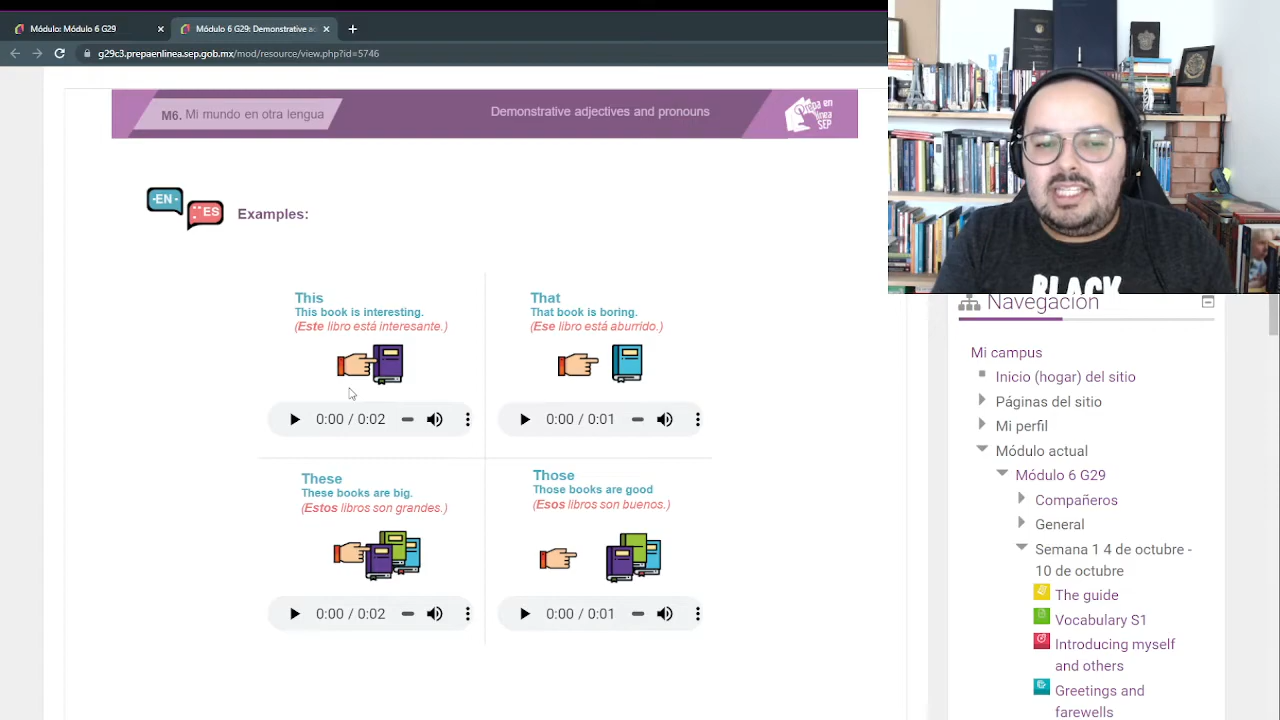 Módulo: Módulo 6 G29
Módulo 6 G29: Demonstrative ac
g29c3.prepaenlinea.sep.gob.mx/mod/resource/view.php?id=5746
M6. Mi mundo en otra lengua
Demonstrative adjectives and pronouns
Prepa en
línea
SEP
EN
ES
Examples:
This
This book is interesting.
(Este libro está interesante.)
That
That book is boring.
(Ese libro está aburrido.)
0:00 / 0:02
0:00 / 0:01
These
These books are big.
(Estos libros son grandes.)
Those
Those books are good
(Esos libros son buenos.)
0:00 / 0:02
0:00 / 0:01
BLACK
Navegación
Mi campus
Inicio (hogar) del sitio
Páginas del sitio
Mi perfil
Módulo actual
Módulo 6 G29
Compañeros
General
Semana 1 4 de octubre -
10 de octubre
The guide
Vocabulary S1
Introducing myself
and others
Greetings and
farewells